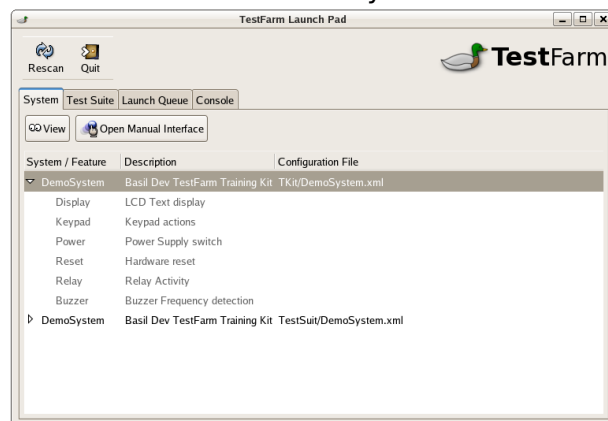 TestFarm Launch Pad
Rescan Quit
TestFarm
System Test Suite Launch Queue Console
View Open Manual Interface
System / Feature Description Configuration File
DemoSystem Basil Dev TestFarm Training Kit TKit/DemoSystem.xml
Display LCD Text display
Keypad Keypad actions
Power Power Supply switch
Reset Hardware reset
Relay Relay Activity
Buzzer Buzzer Frequency detection
DemoSystem Basil Dev TestFarm Training Kit TestSuit/DemoSystem.xml